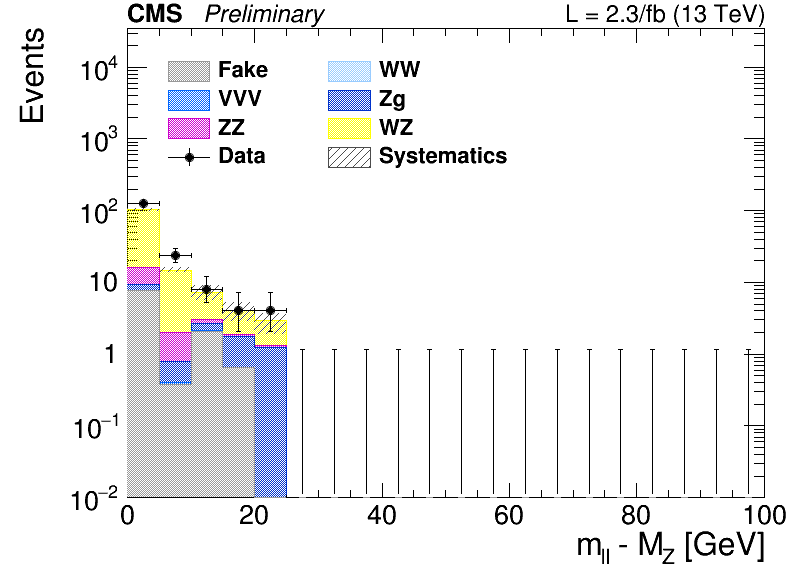 CMS Preliminary L = 2.3/fb (13 TeV)
Events
Fake WW
VVV Zg
ZZ WZ
Data Systematics
10⁴
10³
10²
10
1
10⁻¹
10⁻²
0 20 40 60 80 100
m_ll - M_Z [GeV]